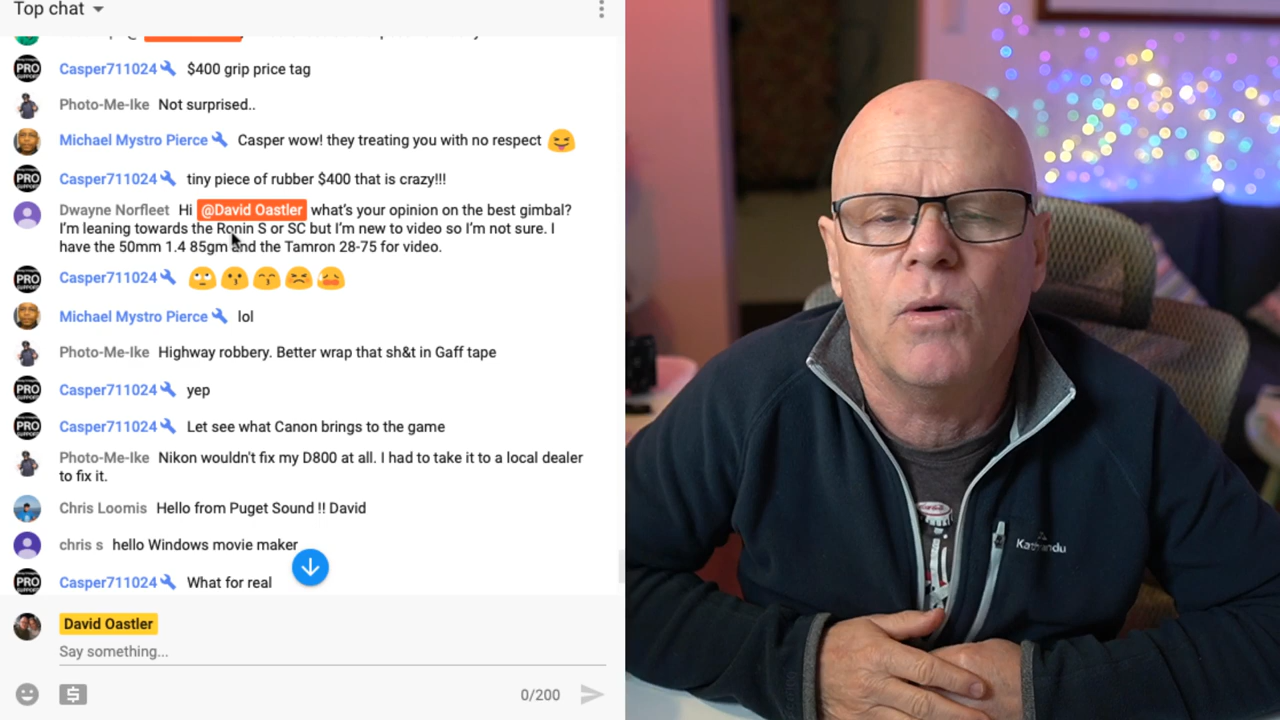 Top chat
Casper711024 $400 grip price tag
Photo-Me-Ike Not surprised..
Michael Mystro Pierce Casper wow! they treating you with no respect
Casper711024 tiny piece of rubber $400 that is crazy!!!
Dwayne Norfleet Hi @David Oastler what's your opinion on the best gimbal?
I'm leaning towards the Ronin S or SC but I'm new to video so I'm not sure. I
have the 50mm 1.4 85gm and the Tamron 28-75 for video.
Casper711024
Michael Mystro Pierce lol
Photo-Me-Ike Highway robbery. Better wrap that sh&t in Gaff tape
Casper711024 yep
Casper711024 Let see what Canon brings to the game
Photo-Me-Ike Nikon wouldn't fix my D800 at all. I had to take it to a local dealer
to fix it.
Chris Loomis Hello from Puget Sound !! David
chris s hello Windows movie maker
Casper711024 What for real
David Oastler
Say something...
0/200
PRO
PRO
PRO
PRO
PRO
PRO
Kathmandu